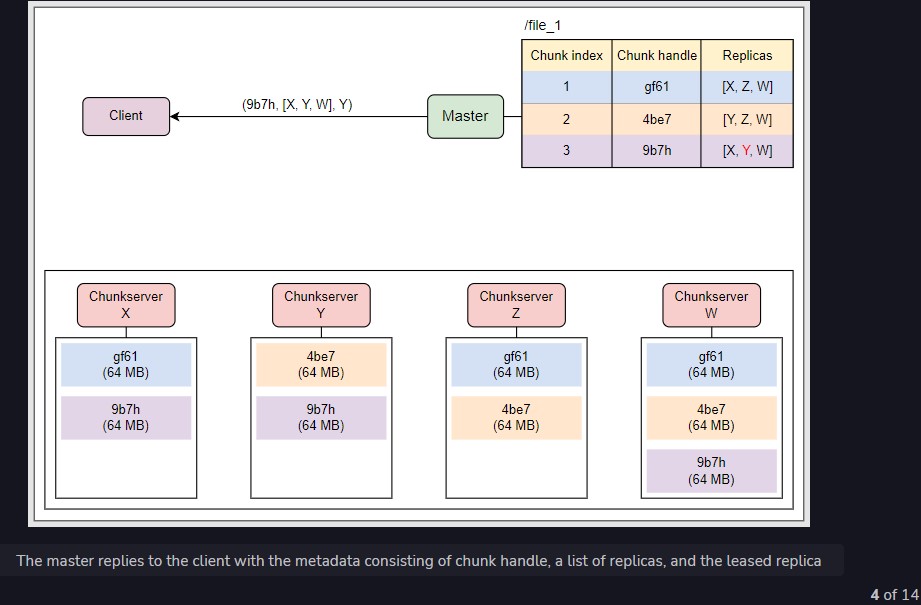 /file_1
Chunk index Chunk handle Replicas
1 gf61 [X, Z, W]
2 4be7 [Y, Z, W]
3 9b7h [X, Y, W]
Client
(9b7h, [X, Y, W], Y)
Master
Chunkserver
X
Chunkserver
Y
Chunkserver
Z
Chunkserver
W
gf61
(64 MB)
9b7h
(64 MB)
4be7
(64 MB)
9b7h
(64 MB)
gf61
(64 MB)
4be7
(64 MB)
gf61
(64 MB)
4be7
(64 MB)
9b7h
(64 MB)
The master replies to the client with the metadata consisting of chunk handle, a list of replicas, and the leased replica
4 of 14